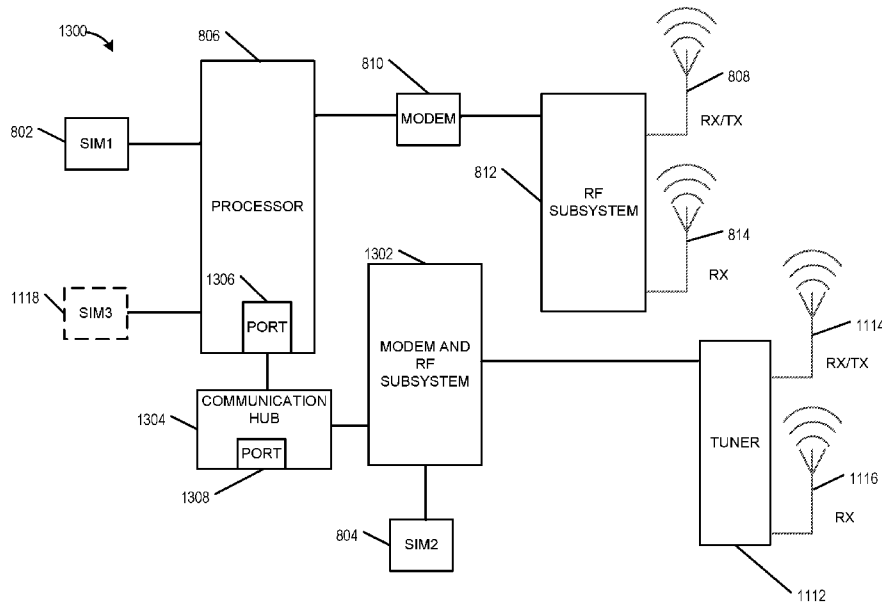 1300
806
810
808
802
SIM1
MODEM
RX/TX
812
RF
SUBSYSTEM
PROCESSOR
814
1302
RX
1118
SIM3
1306
PORT
1114
MODEM AND
RF
SUBSYSTEM
RX/TX
COMMUNICATION
HUB
1304
TUNER
PORT
1116
1308
RX
804
SIM2
1112